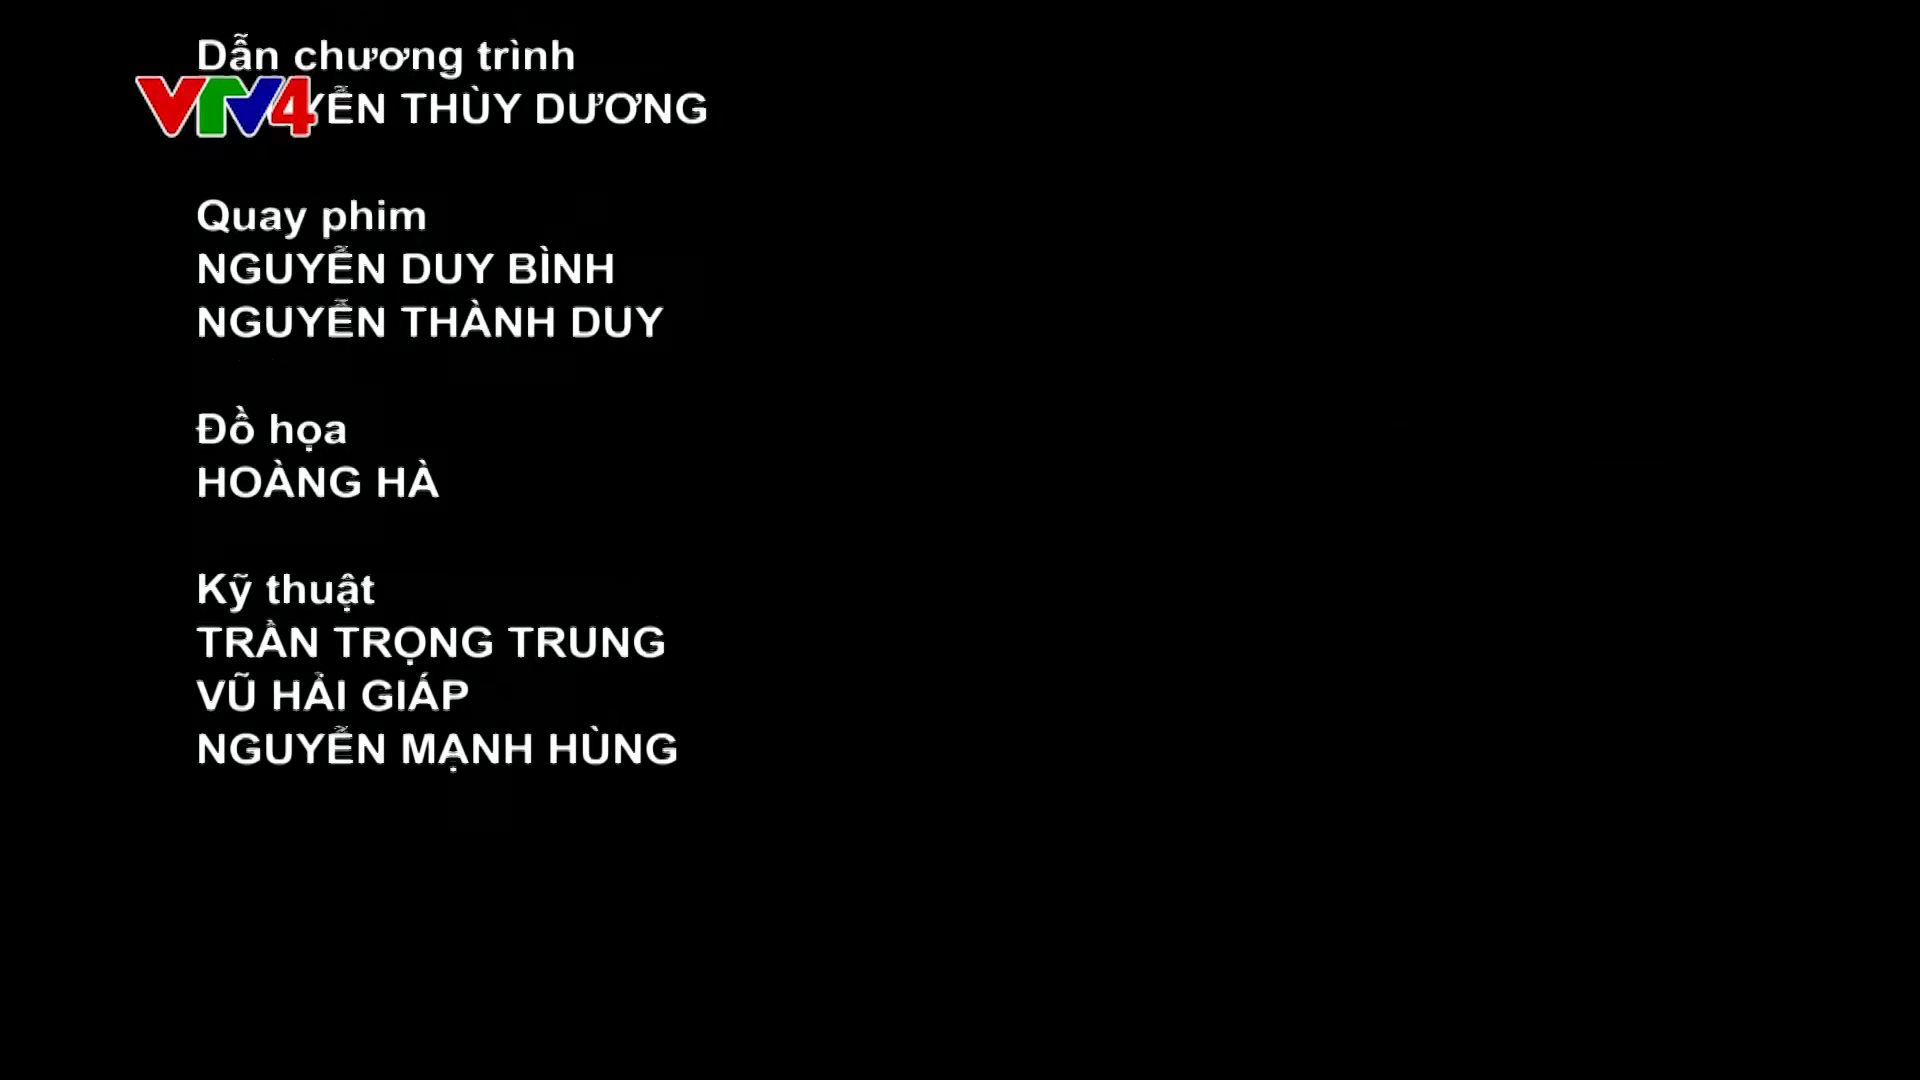 Dẫn chương trình
VTV4
THÙY DƯƠNG
Quay phim
NGUYỄN DUY BÌNH
NGUYỄN THÀNH DUY
Đồ họa
HOÀNG HÀ
Kỹ thuật
TRẦN TRỌNG TRUNG
VŨ HẢI GIÁP
NGUYỄN MẠNH HÙNG